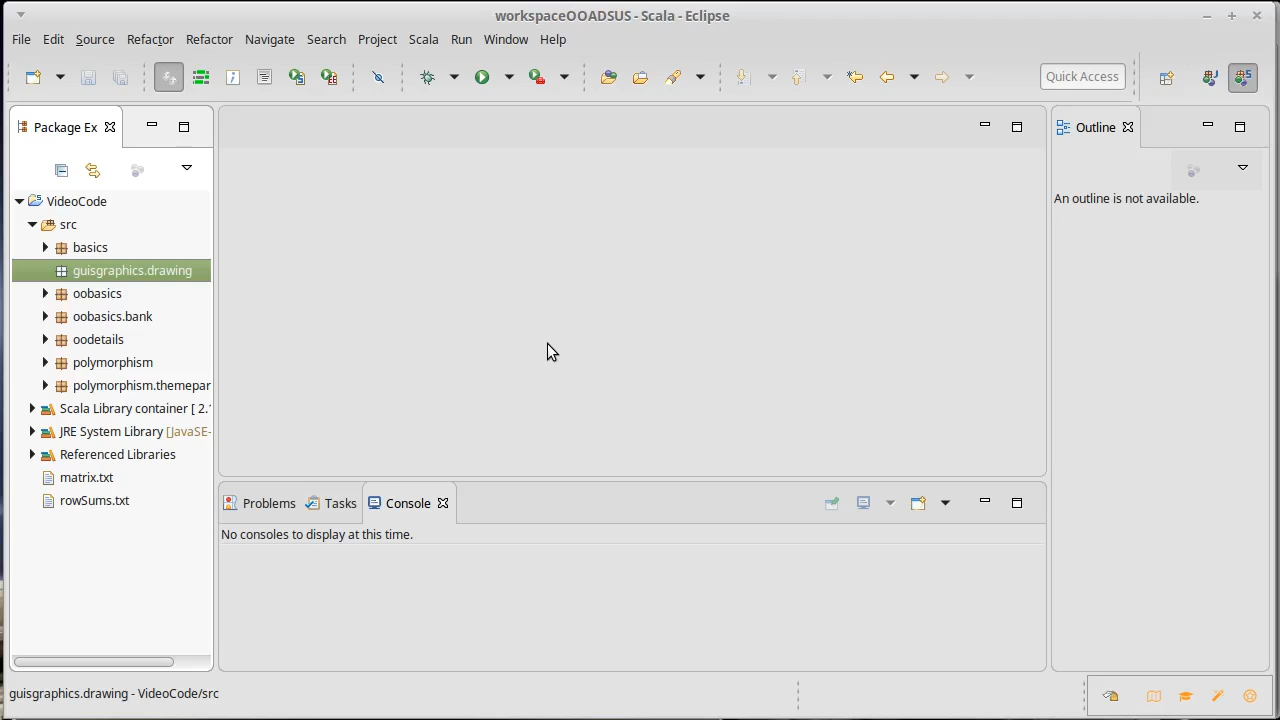 workspaceOOADSUS - Scala - Eclipse
File Edit Source Refactor Refactor Navigate Search Project Scala Run Window Help
Quick Access
Package Ex
Outline
An outline is not available.
VideoCode
src
basics
guisgraphics.drawing
oobasics
oobasics.bank
oodetails
polymorphism
polymorphism.themepar
Scala Library container [ 2.
JRE System Library [JavaSE-
Referenced Libraries
matrix.txt
rowSums.txt
Problems Tasks Console
No consoles to display at this time.
guisgraphics.drawing - VideoCode/src